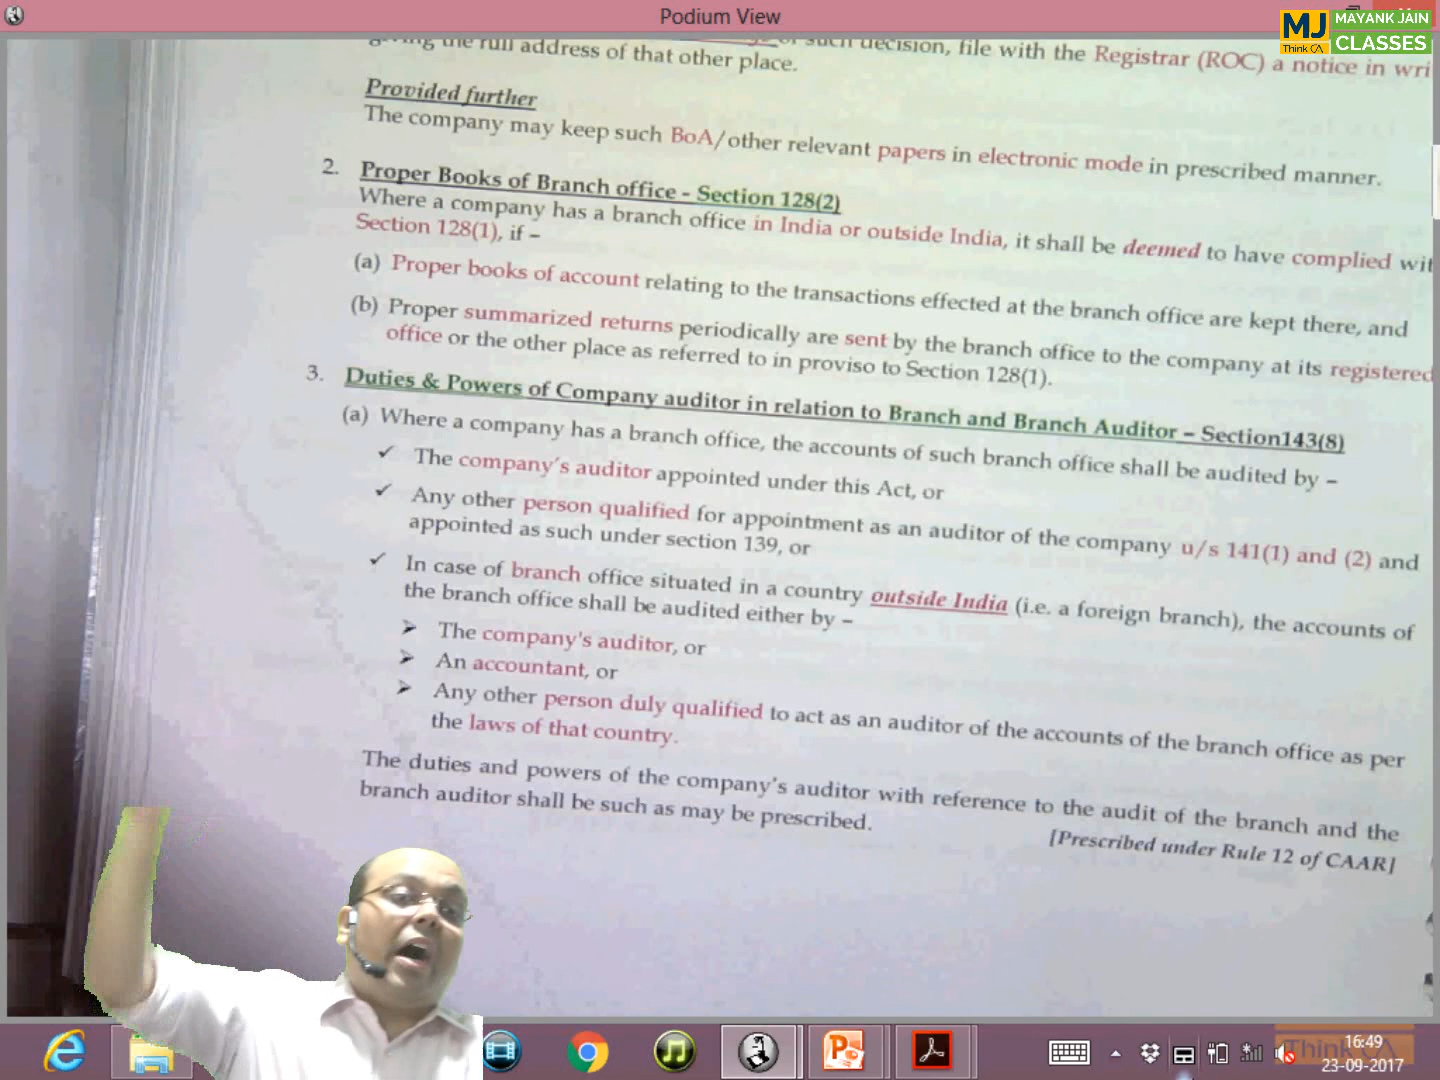 Podium View
MJ
Think CA
MAYANK JAIN
CLASSES
giving the full address of that other place.
such decision, file with the Registrar (ROC) a notice in wri
Provided further
The company may keep such BoA/other relevant papers in electronic mode in prescribed manner.
2. Proper Books of Branch office - Section 128(2)
Where a company has a branch office in India or outside India, it shall be deemed to have complied wit
Section 128(1), if –
(a) Proper books of account relating to the transactions effected at the branch office are kept there, and
(b) Proper summarized returns periodically are sent by the branch office to the company at its registered
office or the other place as referred to in proviso to Section 128(1).
3. Duties & Powers of Company auditor in relation to Branch and Branch Auditor – Section143(8)
(a) Where a company has a branch office, the accounts of such branch office shall be audited by –
✓ The company's auditor appointed under this Act, or
✓ Any other person qualified for appointment as an auditor of the company u/s 141(1) and (2) and
appointed as such under section 139, or
✓ In case of branch office situated in a country outside India (i.e. a foreign branch), the accounts of
the branch office shall be audited either by –
➤ The company's auditor, or
➤ An accountant, or
➤ Any other person duly qualified to act as an auditor of the accounts of the branch office as per
the laws of that country.
The duties and powers of the company's auditor with reference to the audit of the branch and the
branch auditor shall be such as may be prescribed.
[Prescribed under Rule 12 of CAAR]
Think CA
16:49
23-09-2017